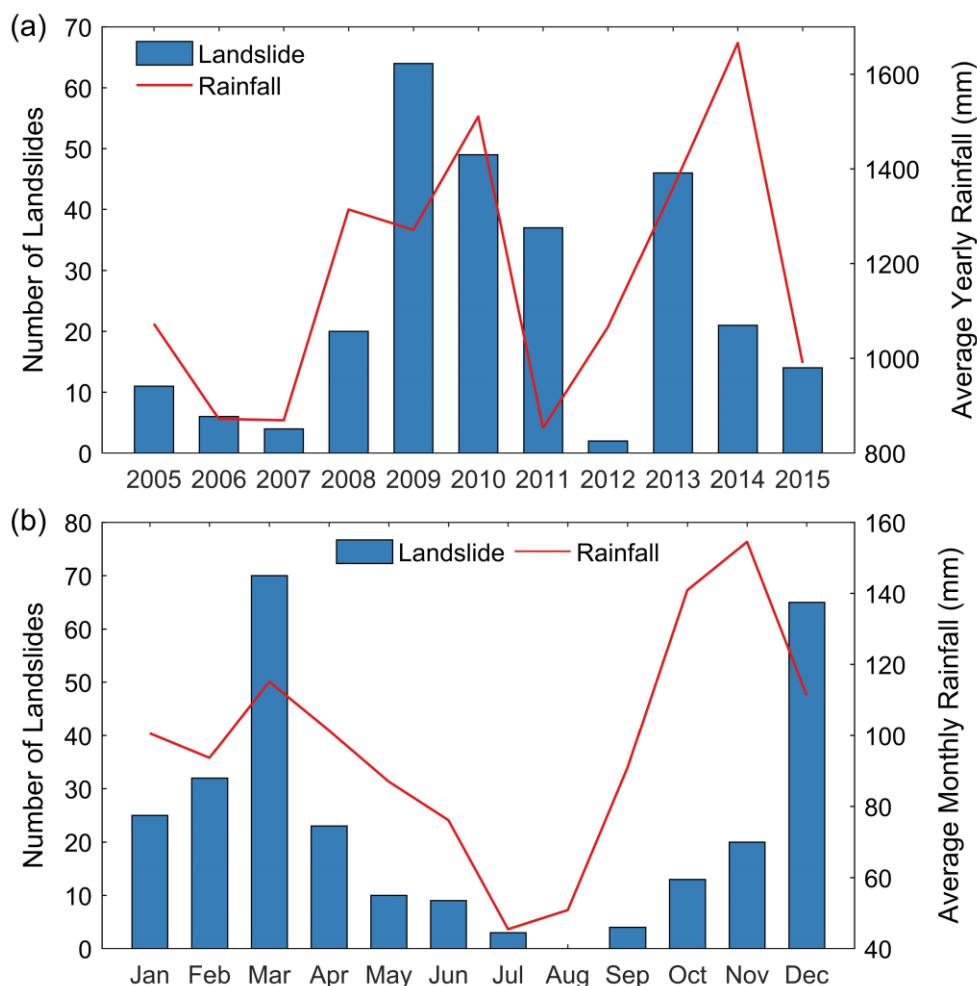 (a)
Landslide
Rainfall
Number of Landslides
70
60
50
40
30
20
10
0
Average Yearly Rainfall (mm)
1600
1400
1200
1000
800
2005 2006 2007 2008 2009 2010 2011 2012 2013 2014 2015
(b)
Landslide Rainfall
Number of Landslides
80
70
60
50
40
30
20
10
0
Average Monthly Rainfall (mm)
160
140
120
100
80
60
40
Jan Feb Mar Apr May Jun Jul Aug Sep Oct Nov Dec